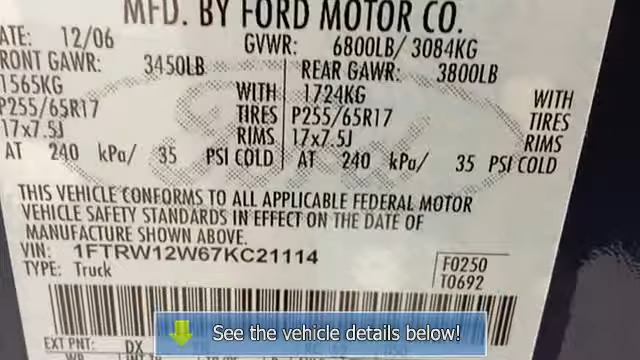 MFD. BY FORD MOTOR CO.
ATE: 12/06 GVWR: 6800LB/ 3084KG
RONT GAWR: 3450LB REAR GAWR: 3800LB
1565KG WITH 1724KG WITH
P255/65R17 TIRES P255/65R17 TIRES
17x7.5J RIMS 17x7.5J RIMS
AT 240 kPa/ 35 PSI COLD AT 240 kPa/ 35 PSI COLD
THIS VEHICLE CONFORMS TO ALL APPLICABLE FEDERAL MOTOR
VEHICLE SAFETY STANDARDS IN EFFECT ON THE DATE OF
MANUFACTURE SHOWN ABOVE.
VIN: 1FTRW12W67KC21114
TYPE: Truck
F0250
T0692
EXT PNT: DX
See the vehicle details below!